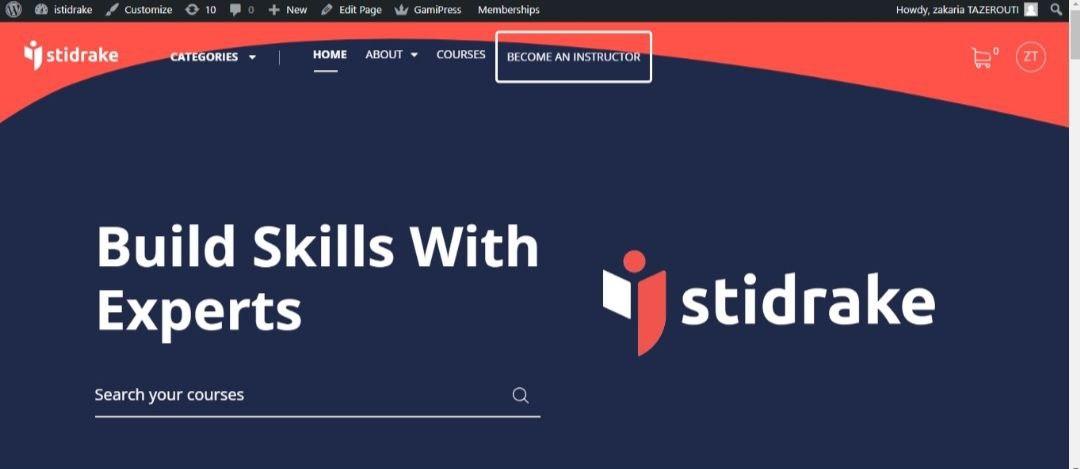 istidrake Customize 10 0 New Edit Page GamiPress Memberships Howdy, zakaria TAZEROUTI
stidrake CATEGORIES HOME ABOUT COURSES BECOME AN INSTRUCTOR 0 ZT
Build Skills With
Experts
stidrake
Search your courses